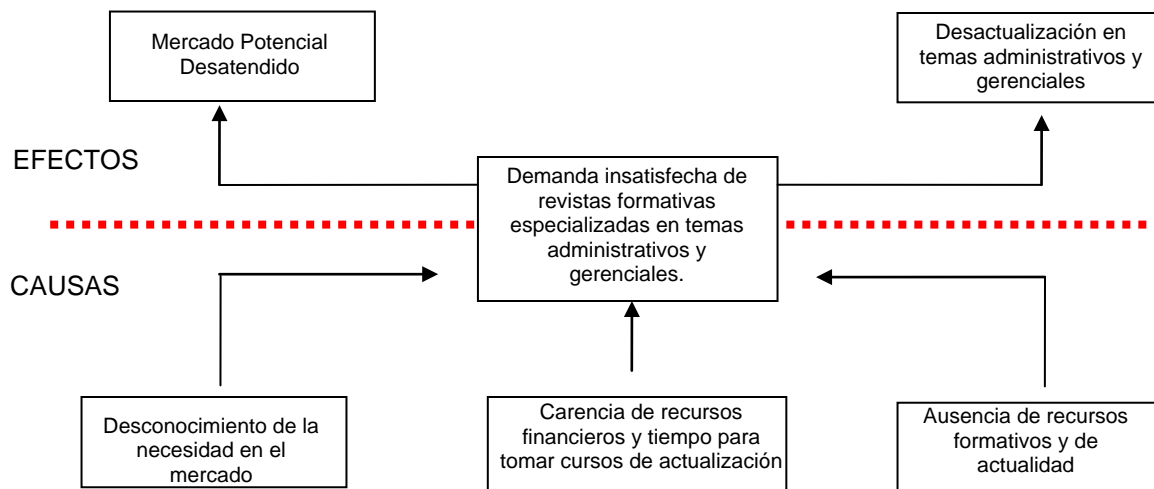 Mercado Potencial
Desatendido
Desactualización en
temas administrativos y
gerenciales
EFECTOS
Demanda insatisfecha de
revistas formativas
especializadas en temas
administrativos y
gerenciales.
CAUSAS
Desconocimiento de la
necesidad en el
mercado
Carencia de recursos
financieros y tiempo para
tomar cursos de actualización
Ausencia de recursos
formativos y de
actualidad